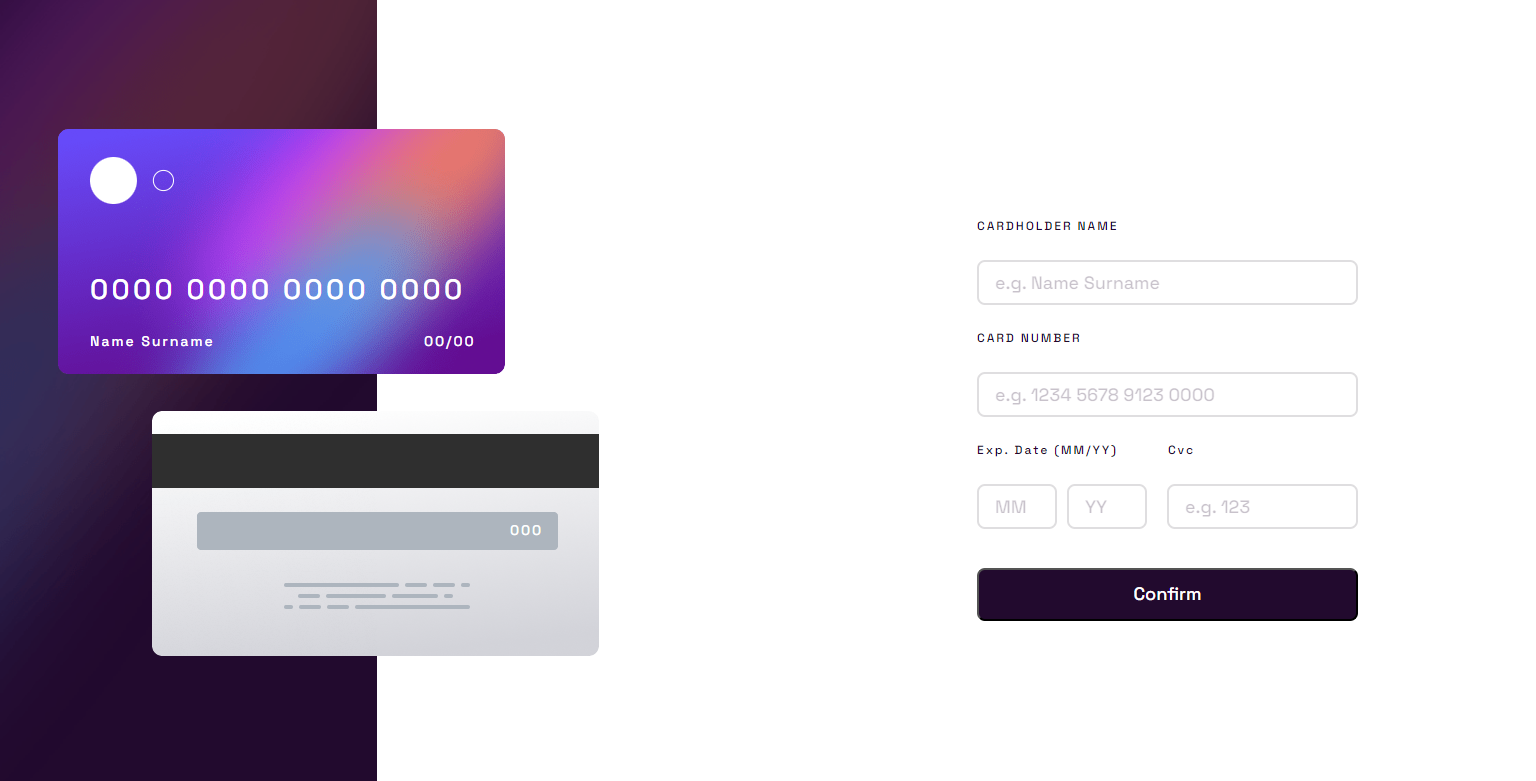 0000 0000 0000 0000
Name Surname 00/00
000
CARDHOLDER NAME
e.g. Name Surname
CARD NUMBER
e.g. 1234 5678 9123 0000
Exp. Date (MM/YY) Cvc
MM YY e.g. 123
Confirm